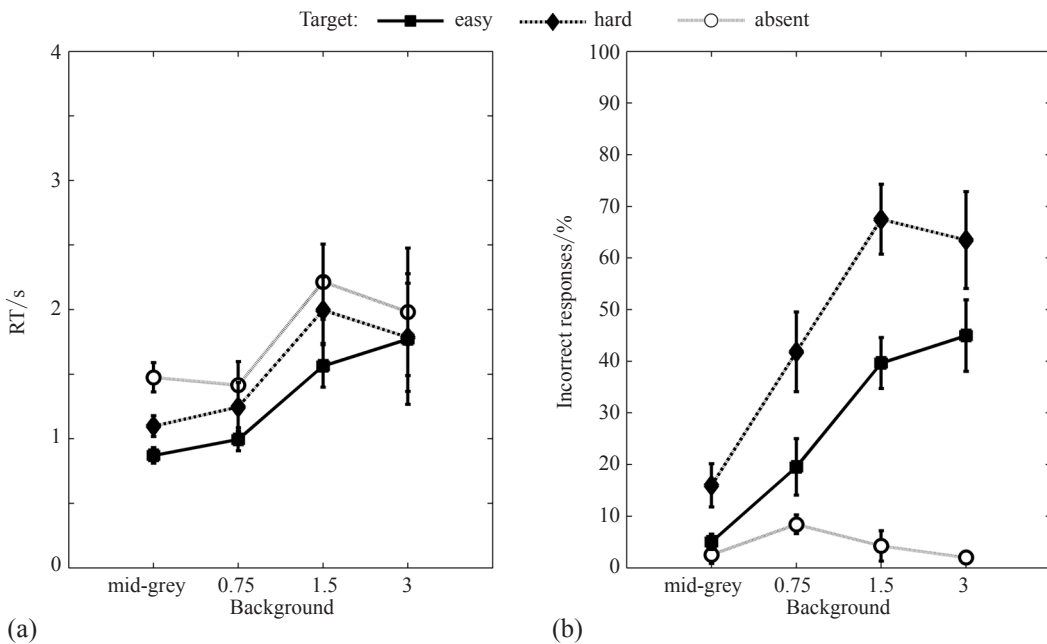 Target: easy hard absent
4
3
2
1
0
RT/s
mid-grey 0.75 1.5 3
Background
(a)
100
90
80
70
60
50
40
30
20
10
0
Incorrect responses/%
mid-grey 0.75 1.5 3
Background
(b)